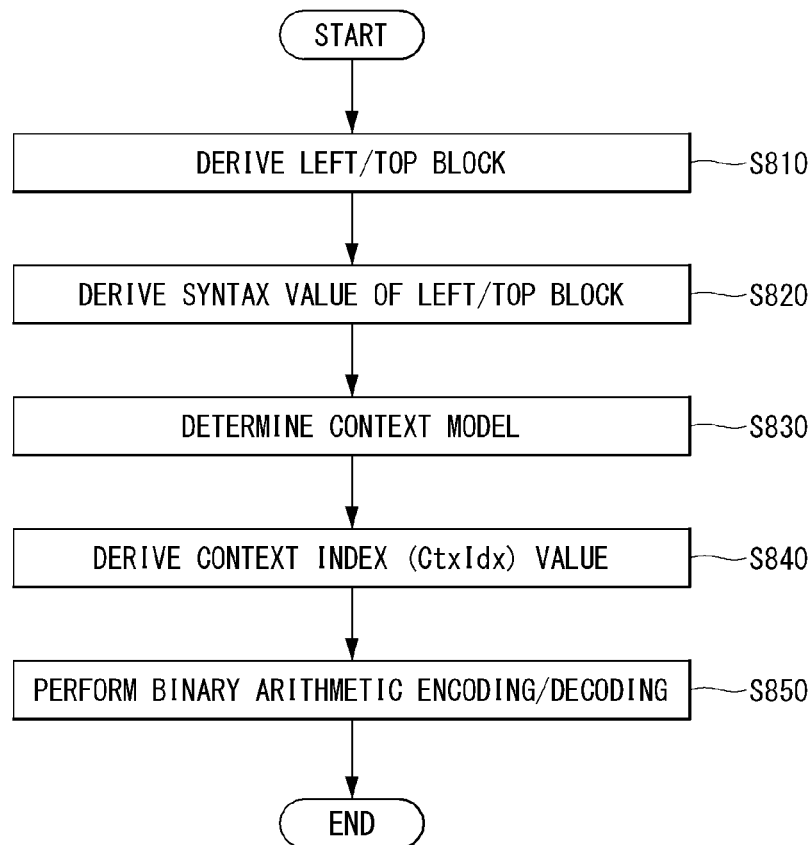 START
DERIVE LEFT/TOP BLOCK
S810
DERIVE SYNTAX VALUE OF LEFT/TOP BLOCK
S820
DETERMINE CONTEXT MODEL
S830
DERIVE CONTEXT INDEX (CtxIdx) VALUE
S840
PERFORM BINARY ARITHMETIC ENCODING/DECODING
S850
END